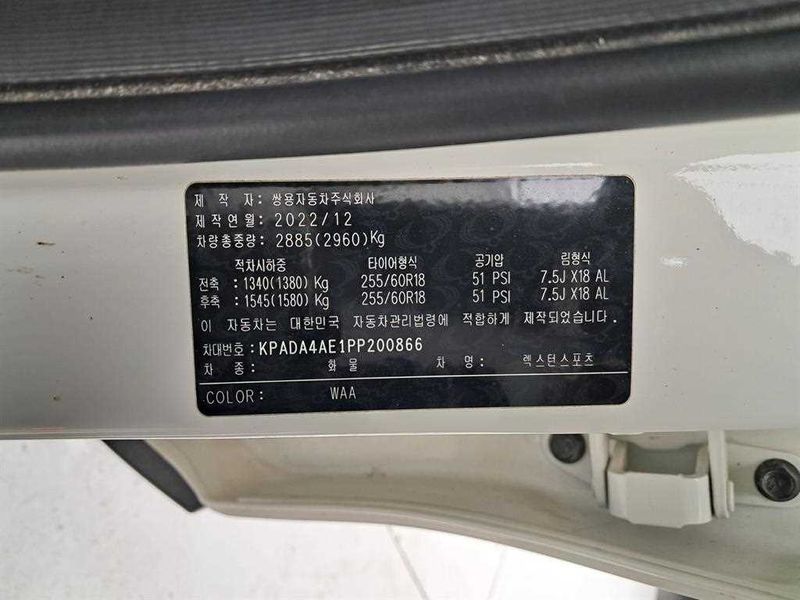 제 작 자: 쌍용자동차주식회사
제작연월: 2022/12
차량총중량: 2885(2960)Kg
적차시하중 타이어형식 공기압 림형식
전축: 1340(1380) Kg 255/60R18 51 PSI 7.5J X18 AL
후축: 1545(1580) Kg 255/60R18 51 PSI 7.5J X18 AL
이 자동차는 대한민국 자동차관리법령에 적합하게 제작되었습니다.
차대번호: KPADA4AE1PP200866
차 종: 화 물 차 명: 렉스턴스포츠
COLOR: WAA